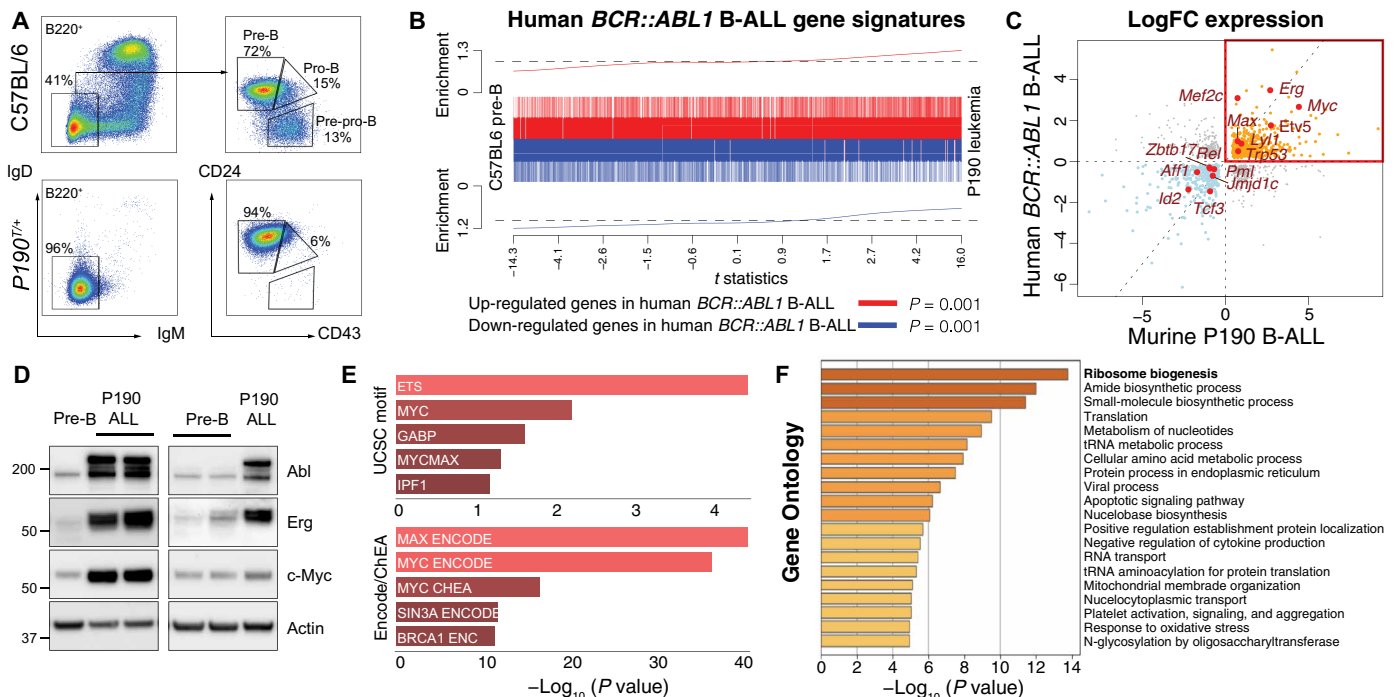 A
C57BL/6
B220+
41%
Pre-B
72%
Pro-B
15%
Pre-pro-B
13%
IgD
CD24
P190T/+
B220+
96%
94%
6%
IgM
CD43
B
Human BCR::ABL1 B-ALL gene signatures
Enrichment
1.3
0
C57BL6 pre-B
P190 leukemia
Enrichment
0
1.2
−14.3
−5.1
−2.6
−1.5
−0.6
0.1
0.9
1.7
2.7
4.2
16.0
t statistics
Up-regulated genes in human BCR::ABL1 B-ALL
P = 0.001
Down-regulated genes in human BCR::ABL1 B-ALL
P = 0.001
C
LogFC expression
Human BCR::ABL1 B-ALL
4
2
0
−2
−4
−6
Mef2c
Erg
Myc
Max
Etv5
Lyl1
Trp53
Zbtb17
Rel
Aff1
Pml
Jmjd1c
Id2
Tcf3
−5
0
5
Murine P190 B-ALL
D
Pre-B
P190
ALL
Pre-B
P190
ALL
200
Abl
50
Erg
50
c-Myc
37
Actin
E
UCSC motif
ETS
MYC
GABP
MYCMAX
IPF1
0 1 2 3 4
Encode/ChEA
MAX ENCODE
MYC ENCODE
MYC CHEA
SIN3A ENCODE
BRCA1 ENC
0 10 20 30 40
−Log10 (P value)
F
Gene Ontology
Ribosome biogenesis
Amide biosynthetic process
Small-molecule biosynthetic process
Translation
Metabolism of nucleotides
tRNA metabolic process
Cellular amino acid metabolic process
Protein process in endoplasmic reticulum
Viral process
Apoptotic signaling pathway
Nucelobase biosynthesis
Positive regulation establishment protein localization
Negative regulation of cytokine production
RNA transport
tRNA aminoacylation for protein translation
Mitochondrial membrade organization
Nucelocytoplasmic transport
Platelet activation, signaling, and aggregation
Response to oxidative stress
N-glycosylation by oligosaccharyltransferase
0 2 4 6 8 10 12 14
−Log10 (P value)